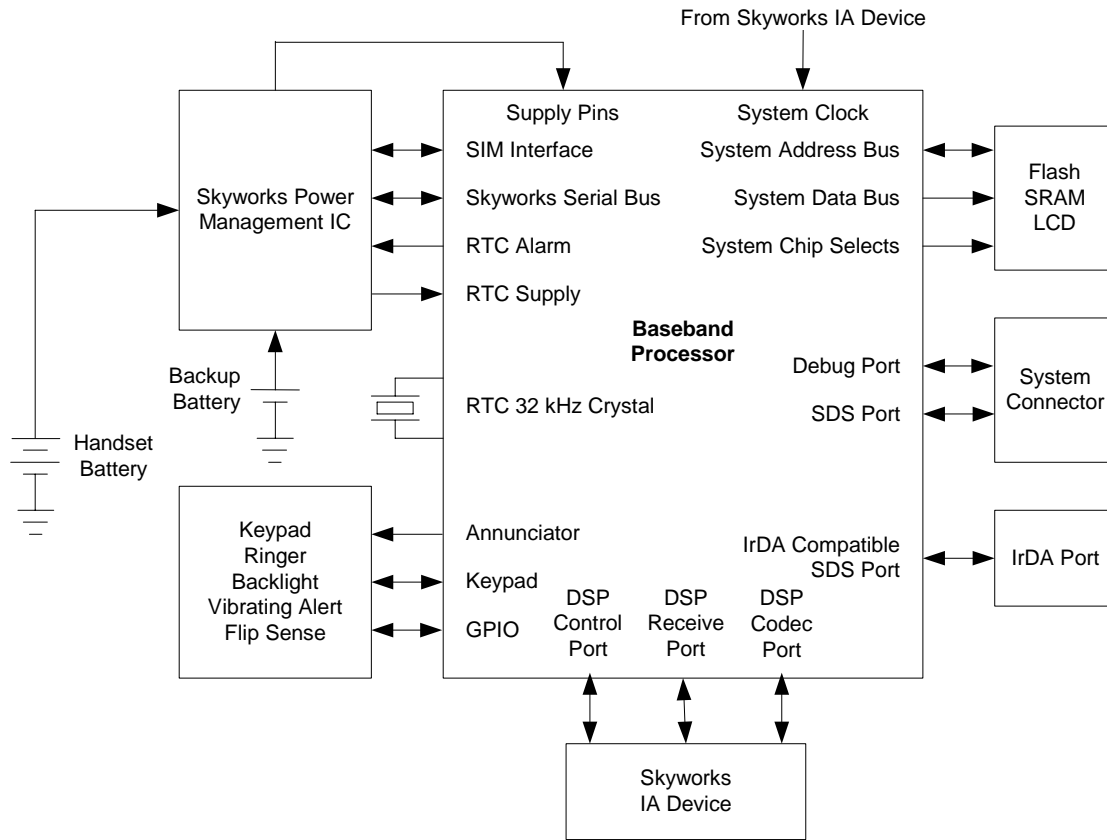 From Skyworks IA Device
Supply Pins
System Clock
SIM Interface
System Address Bus
Skyworks Power
Management IC
Skyworks Serial Bus
System Data Bus
Flash
SRAM
LCD
RTC Alarm
System Chip Selects
RTC Supply
Baseband
Processor
Backup
Battery
Debug Port
System
Connector
RTC 32 kHz Crystal
SDS Port
Handset
Battery
Keypad
Ringer
Backlight
Vibrating Alert
Flip Sense
Annunciator
Keypad
GPIO
IrDA Compatible
SDS Port
IrDA Port
DSP
Control
Port
DSP
Receive
Port
DSP
Codec
Port
Skyworks
IA Device